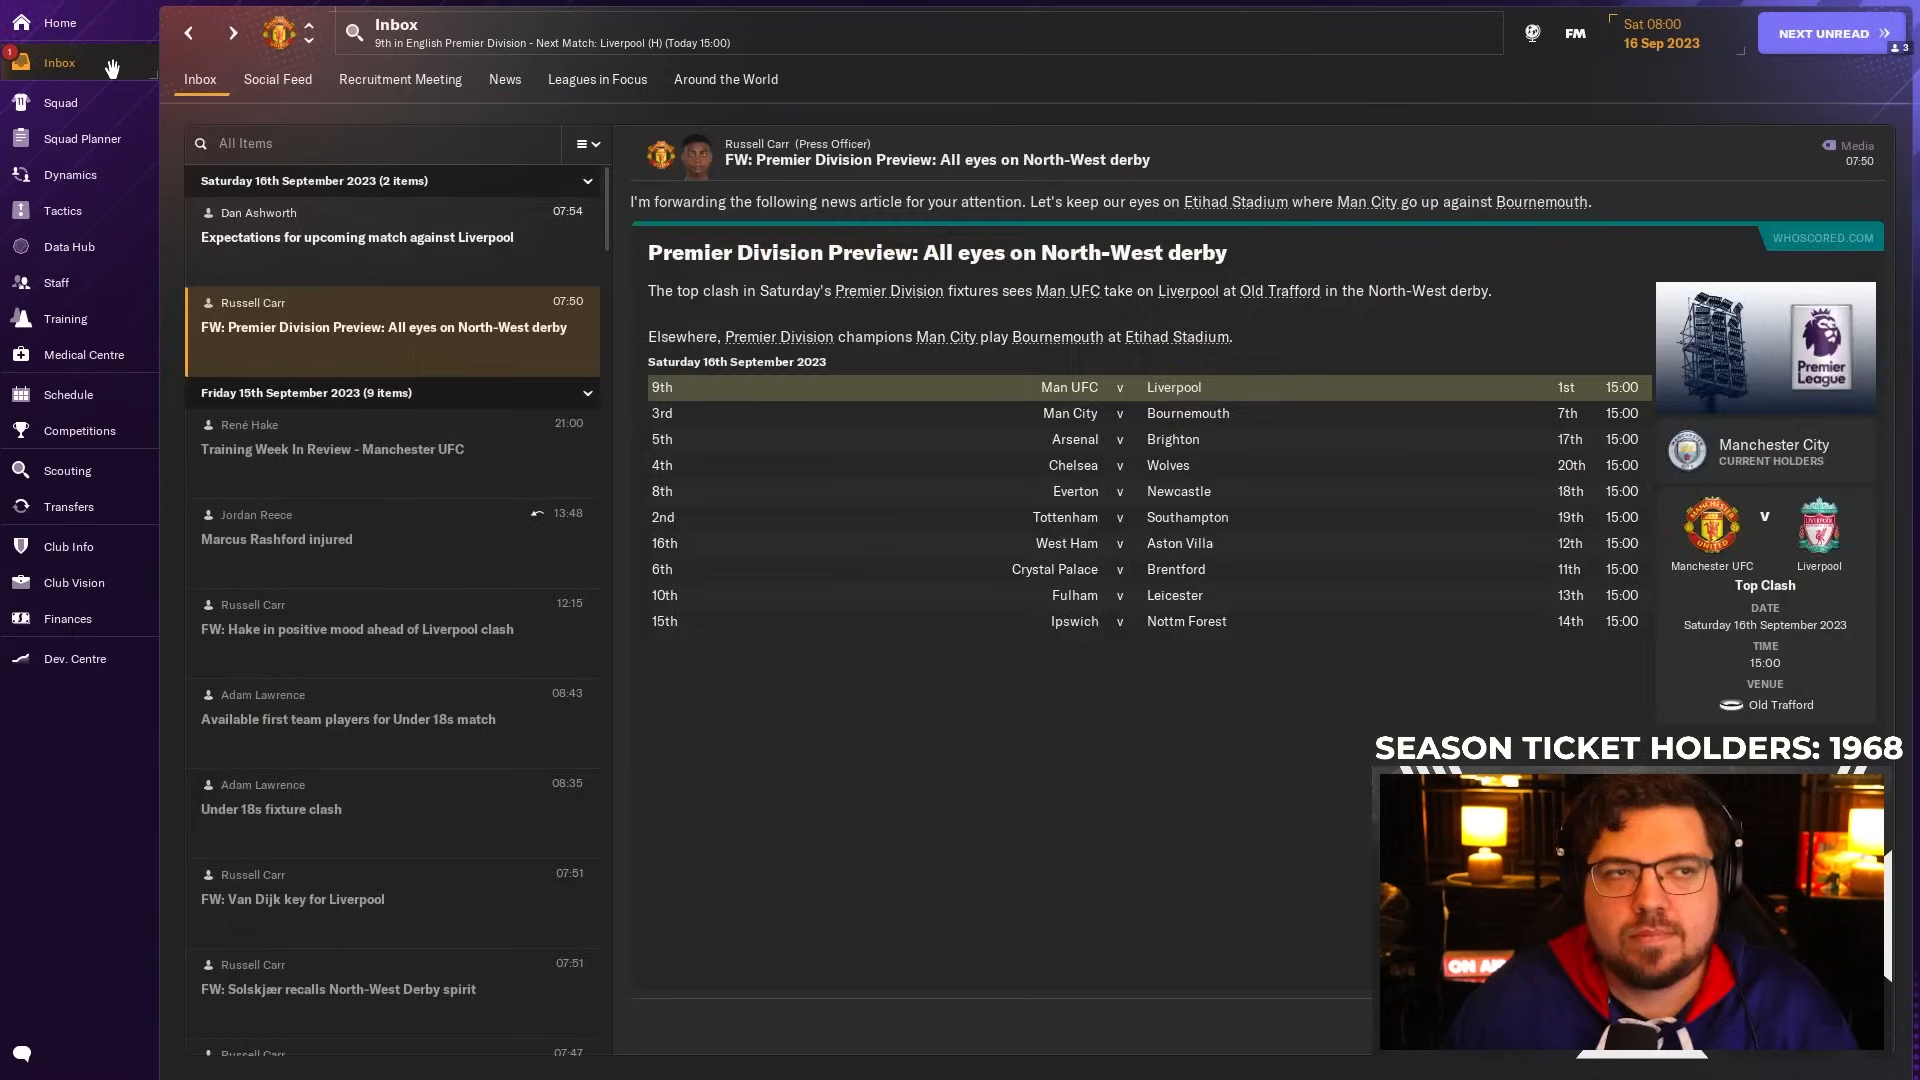 Home
Inbox
1
Squad
Squad Planner
Dynamics
Tactics
Data Hub
Staff
Training
Medical Centre
Schedule
Competitions
Scouting
Transfers
Club Info
Club Vision
Finances
Dev. Centre
Inbox
9th in English Premier Division - Next Match: Liverpool (H) (Today 15:00)
FM
Sat 08:00
16 Sep 2023
NEXT UNREAD
3
Inbox
Social Feed
Recruitment Meeting
News
Leagues in Focus
Around the World
All Items
Saturday 16th September 2023 (2 items)
Dan Ashworth 07:54
Expectations for upcoming match against Liverpool
Russell Carr 07:50
FW: Premier Division Preview: All eyes on North-West derby
Friday 15th September 2023 (9 items)
René Hake 21:00
Training Week In Review - Manchester UFC
Jordan Reece 13:48
Marcus Rashford injured
Russell Carr 12:15
FW: Hake in positive mood ahead of Liverpool clash
Adam Lawrence 08:43
Available first team players for Under 18s match
Adam Lawrence 08:35
Under 18s fixture clash
Russell Carr 07:51
FW: Van Dijk key for Liverpool
Russell Carr 07:51
FW: Solskjær recalls North-West Derby spirit
Russell Carr 07:47
Russell Carr (Press Officer)
FW: Premier Division Preview: All eyes on North-West derby
Media
07:50
I'm forwarding the following news article for your attention. Let's keep our eyes on Etihad Stadium where Man City go up against Bournemouth.
WHOSCORED.COM
Premier Division Preview: All eyes on North-West derby
The top clash in Saturday's Premier Division fixtures sees Man UFC take on Liverpool at Old Trafford in the North-West derby.
Elsewhere, Premier Division champions Man City play Bournemouth at Etihad Stadium.
Saturday 16th September 2023
9th Man UFC v Liverpool 1st 15:00
3rd Man City v Bournemouth 7th 15:00
5th Arsenal v Brighton 17th 15:00
4th Chelsea v Wolves 20th 15:00
8th Everton v Newcastle 18th 15:00
2nd Tottenham v Southampton 19th 15:00
16th West Ham v Aston Villa 12th 15:00
6th Crystal Palace v Brentford 11th 15:00
10th Fulham v Leicester 13th 15:00
15th Ipswich v Nottm Forest 14th 15:00
Premier
League
Manchester City
CURRENT HOLDERS
v
Manchester UFC Liverpool
Top Clash
DATE
Saturday 16th September 2023
TIME
15:00
VENUE
Old Trafford
SEASON TICKET HOLDERS: 1968
ON